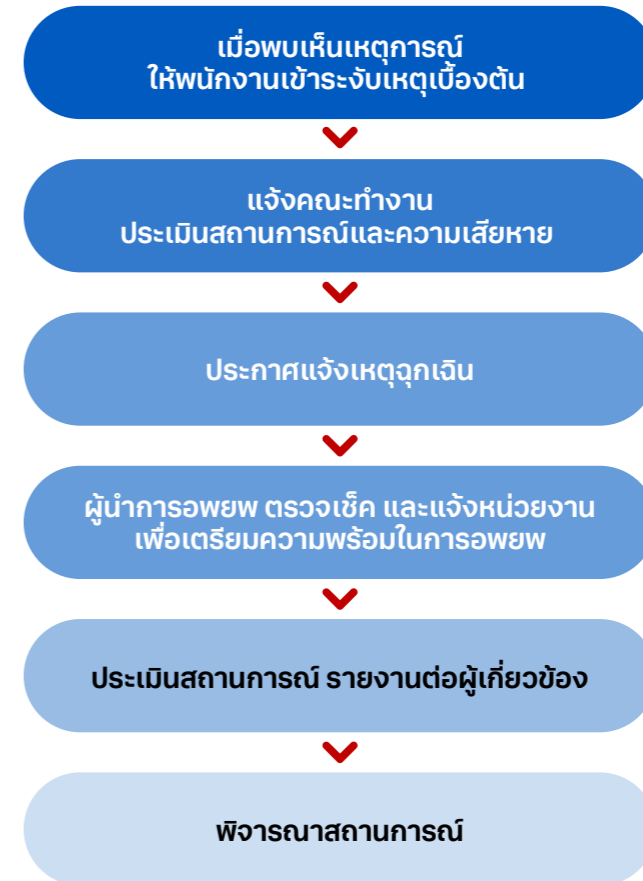 เมื่อพบเห็นเหตุการณ์
ให้พนักงานเข้าระงับเหตุเบื้องต้น
แจ้งคณะทำงาน
ประเมินสถานการณ์และความเสียหาย
ประกาศแจ้งเหตุฉุกเฉิน
ผู้นำการอพยพ ตรวจเช็ค และแจ้งหน่วยงาน
เพื่อเตรียมความพร้อมในการอพยพ
ประเมินสถานการณ์ รายงานต่อผู้เกี่ยวข้อง
พิจารณาสถานการณ์